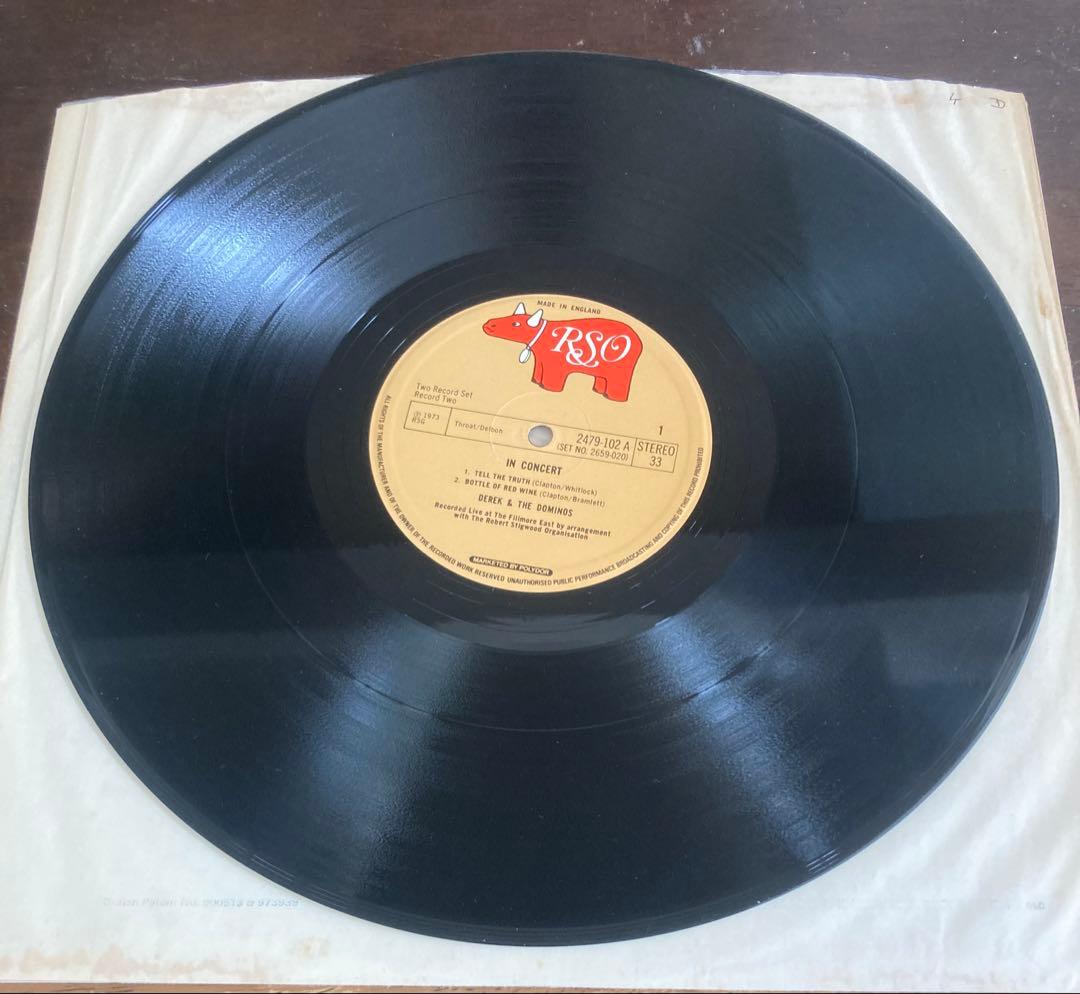 4 D
MADE IN ENGLAND
RSO
Two Record Set
Record Two
1
℗ 1973
RSG
Throat/Deloon
2479-102 A
(SET NO. 2659-020)
STEREO
33
IN CONCERT
1. TELL THE TRUTH (Clapton/Whitlock)
2. BOTTLE OF RED WINE (Clapton/Bramlett)
DEREK & THE DOMINOS
Recorded Live at The Fillmore East by arrangement
with The Robert Stigwood Organisation
MARKETED BY POLYDOR
ALL RIGHTS OF THE MANUFACTURER AND OF THE OWNER OF THE RECORDED WORK RESERVED UNAUTHORISED PUBLIC PERFORMANCE BROADCASTING AND COPYING OF THIS RECORD PROHIBITED